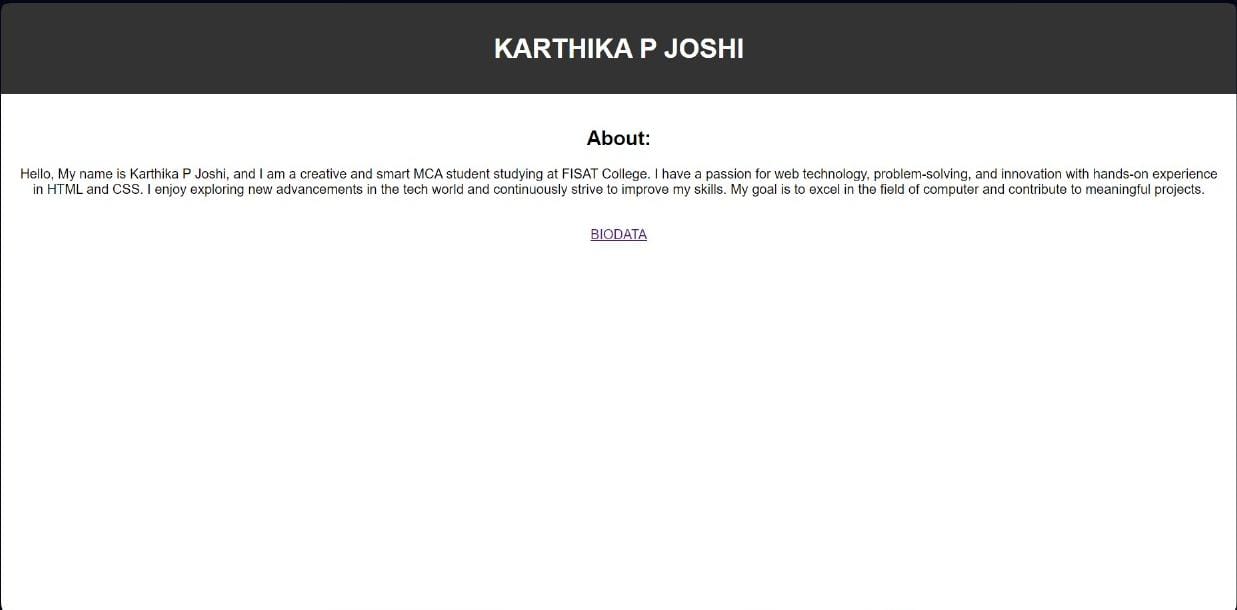 KARTHIKA P JOSHI
About:
Hello, My name is Karthika P Joshi, and I am a creative and smart MCA student studying at FISAT College. I have a passion for web technology, problem-solving, and innovation with hands-on experience
in HTML and CSS. I enjoy exploring new advancements in the tech world and continuously strive to improve my skills. My goal is to excel in the field of computer and contribute to meaningful projects.
BIODATA